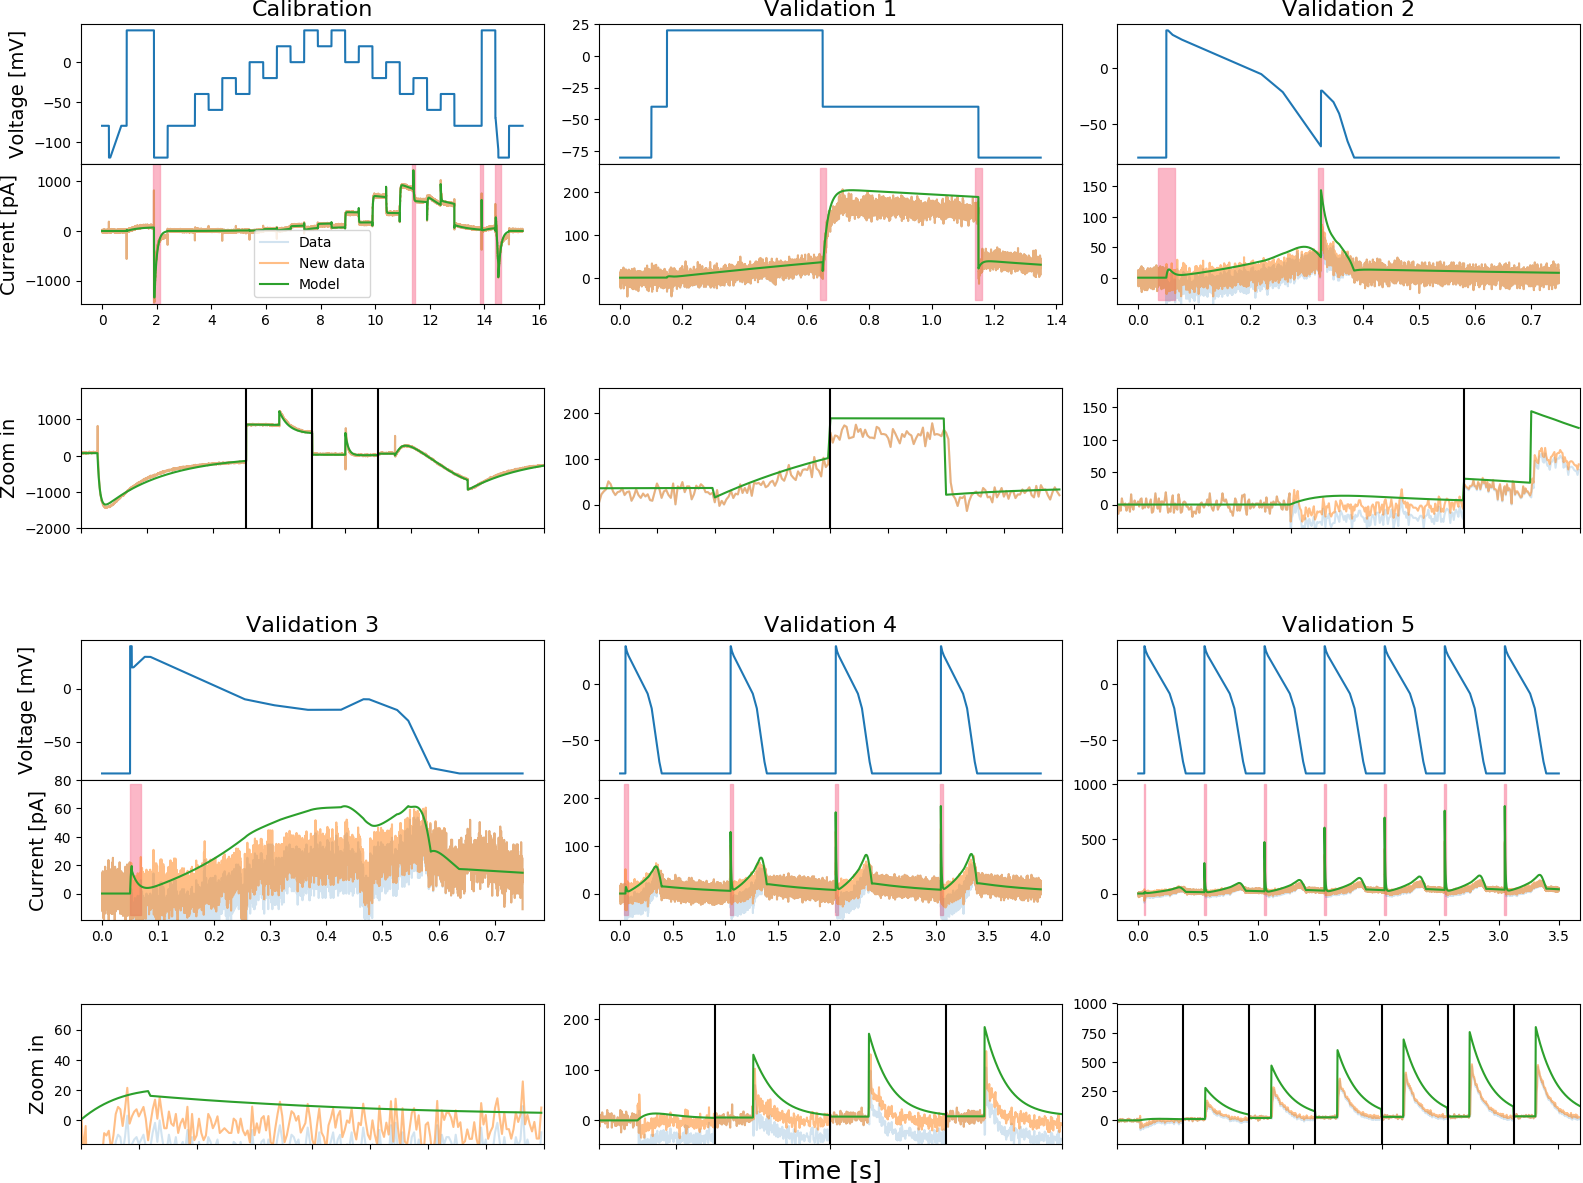 Calibration
Validation 1
Validation 2
Voltage [mV]
0
−50
−100
25
0
−25
−50
−75
0
−50
Current [pA]
1000
0
−1000
Data
New data
Model
200
100
0
150
100
50
0
0 2 4 6 8 10 12 14 16
0.0 0.2 0.4 0.6 0.8 1.0 1.2 1.4
0.0 0.1 0.2 0.3 0.4 0.5 0.6 0.7
Zoom in
1000
0
−1000
−2000
200
100
0
150
100
50
0
Validation 3
Validation 4
Validation 5
Voltage [mV]
0
−50
0
−50
0
−50
Current [pA]
80
60
40
20
0
200
100
0
1000
500
0
0.0 0.1 0.2 0.3 0.4 0.5 0.6 0.7
0.0 0.5 1.0 1.5 2.0 2.5 3.0 3.5 4.0
0.0 0.5 1.0 1.5 2.0 2.5 3.0 3.5
Zoom in
60
40
20
0
200
100
0
1000
750
500
250
0
Time [s]